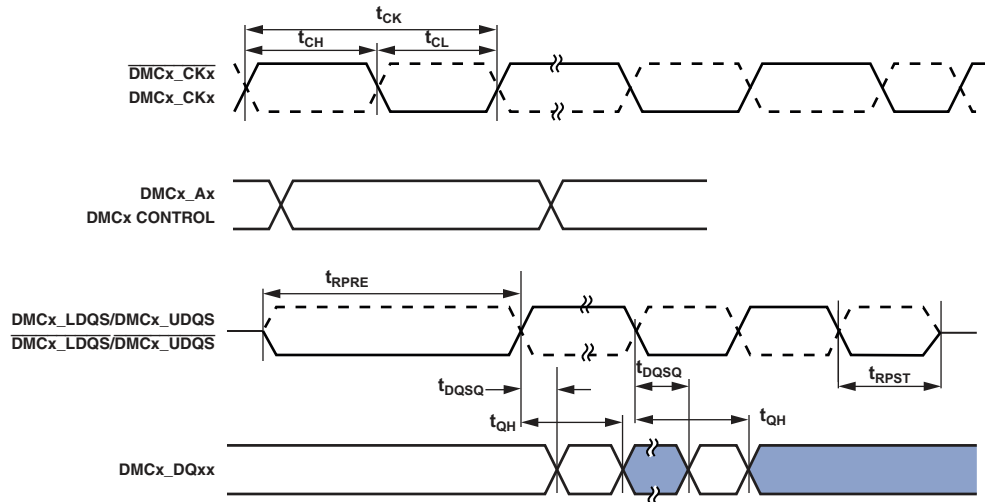 tCK
tCH
tCL
DMCx_CKx
DMCx_CKx
DMCx_Ax
DMCx CONTROL
tRPRE
DMCx_LDQS/DMCx_UDQS
DMCx_LDQS/DMCx_UDQS
tDQSQ
tDQSQ
tRPST
tQH
tQH
DMCx_DQxx